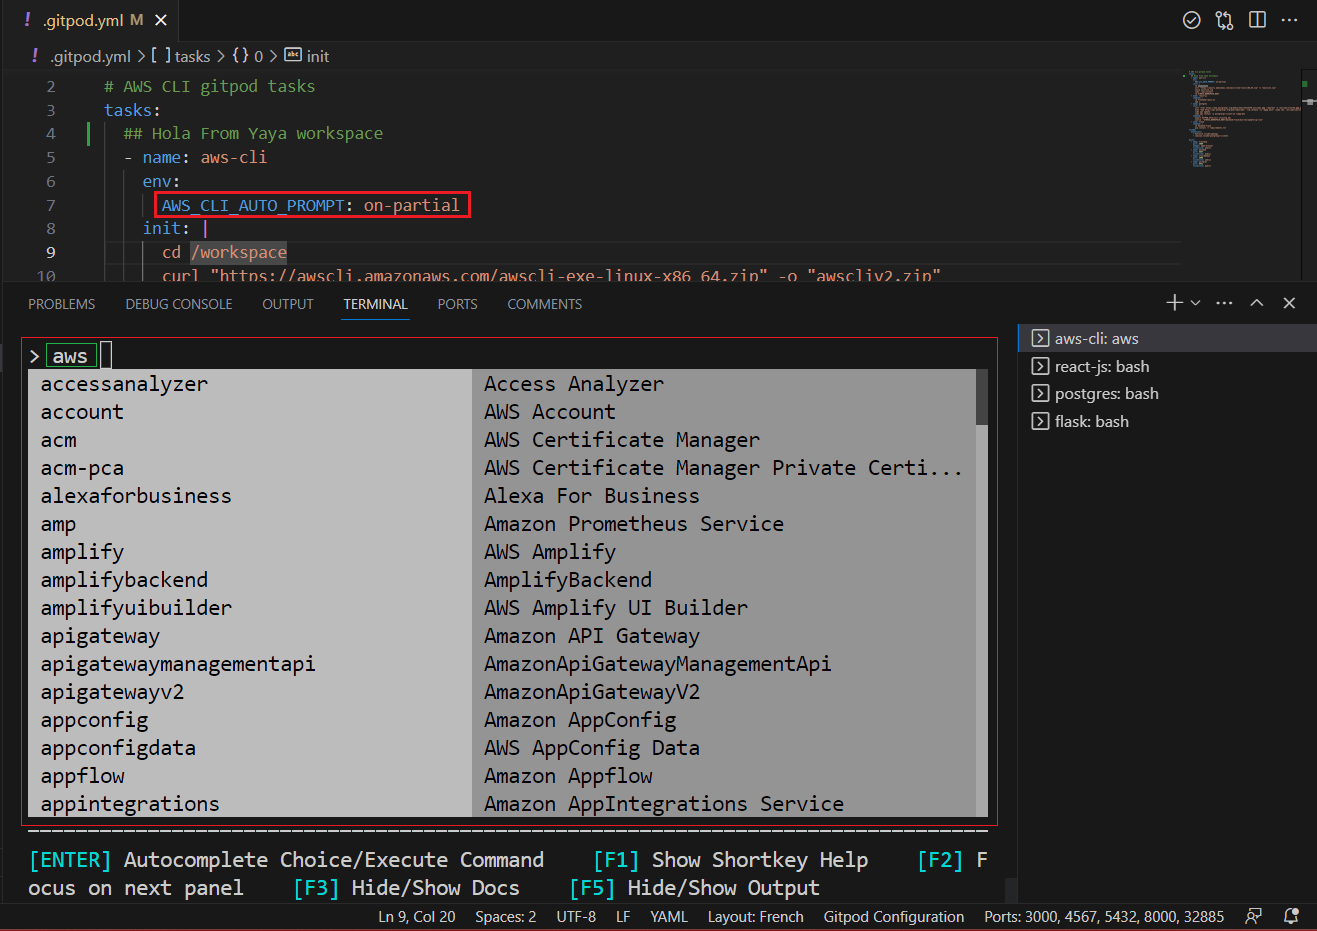 ! .gitpod.yml M
! .gitpod.yml > [ ] tasks > {} 0 > abc init
2 # AWS CLI gitpod tasks
3 tasks:
4 ## Hola From Yaya workspace
5 - name: aws-cli
6 env:
7 AWS_CLI_AUTO_PROMPT: on-partial
8 init: |
9 cd /workspace
10 curl "https://awscli.amazonaws.com/awscli-exe-linux-x86_64.zip" -o "awscliv2.zip"
PROBLEMS DEBUG CONSOLE OUTPUT TERMINAL PORTS COMMENTS
> aws
accessanalyzer Access Analyzer
account AWS Account
acm AWS Certificate Manager
acm-pca AWS Certificate Manager Private Certi...
alexaforbusiness Alexa For Business
amp Amazon Prometheus Service
amplify AWS Amplify
amplifybackend AmplifyBackend
amplifyuibuilder AWS Amplify UI Builder
apigateway Amazon API Gateway
apigatewaymanagementapi AmazonApiGatewayManagementApi
apigatewayv2 AmazonApiGatewayV2
appconfig Amazon AppConfig
appconfigdata AWS AppConfig Data
appflow Amazon Appflow
appintegrations Amazon AppIntegrations Service
[ENTER] Autocomplete Choice/Execute Command [F1] Show Shortkey Help [F2] F
ocus on next panel [F3] Hide/Show Docs [F5] Hide/Show Output
aws-cli: aws
react-js: bash
postgres: bash
flask: bash
Ln 9, Col 20 Spaces: 2 UTF-8 LF YAML Layout: French Gitpod Configuration Ports: 3000, 4567, 5432, 8000, 32885